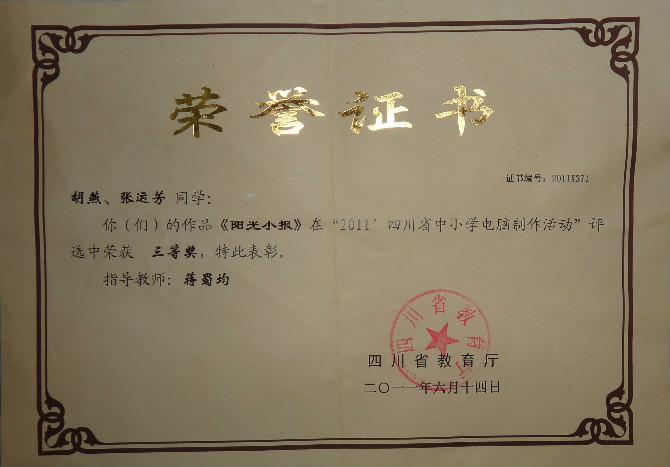 荣誉证书
证书编号：2011X371
胡燕、张运芳 同学：
你（们）的作品《阳光小报》在“2011’四川省中小学电脑制作活动”评
选中荣获 三等奖，特此表彰。
指导教师：蒋蜀均
四川省教育厅
四川省教育厅
二〇一一年六月十四日